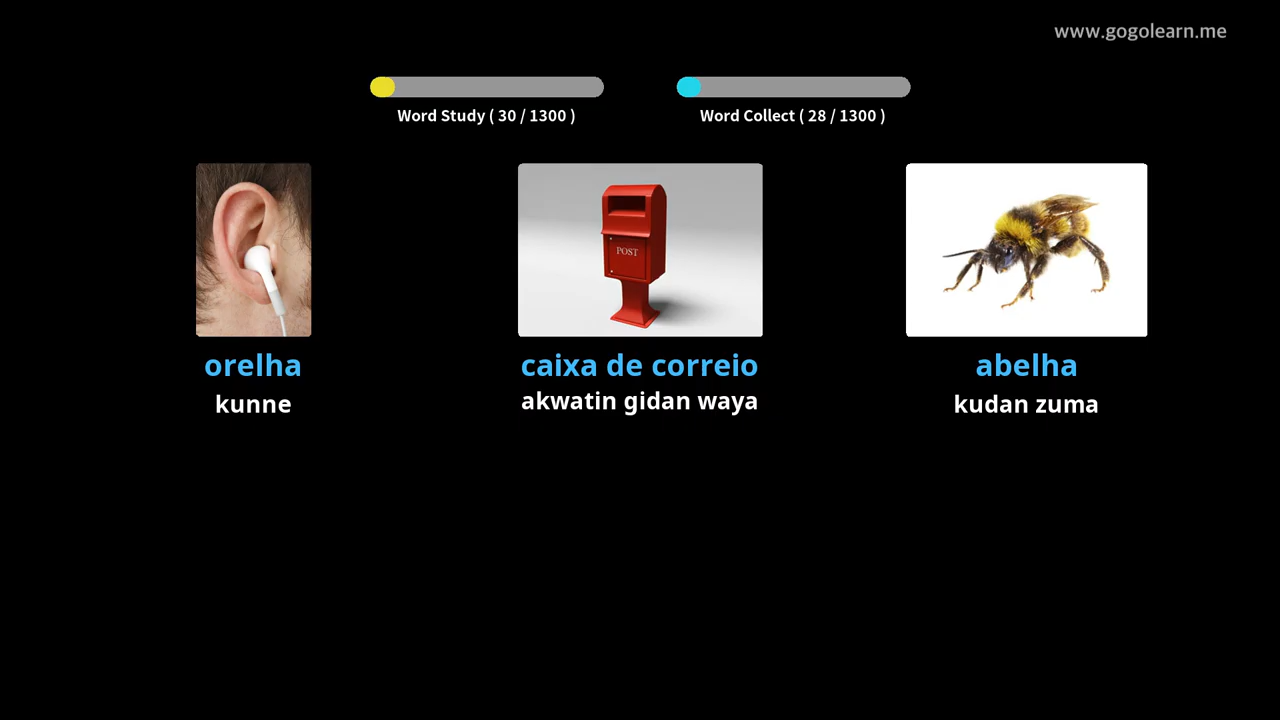 www.gogolearn.me
Word Study ( 30 / 1300 )
Word Collect ( 28 / 1300 )
POST
orelha
caixa de correio
abelha
kunne
akwatin gidan waya
kudan zuma